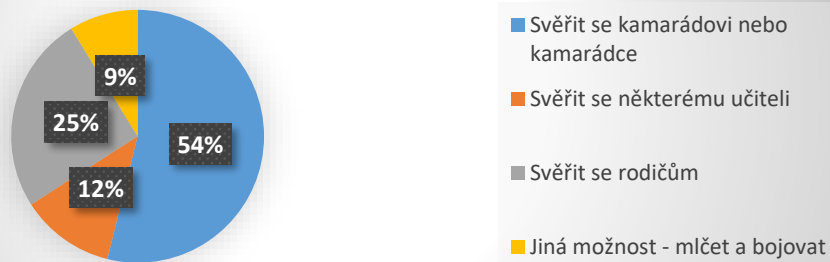 9%
25%
54%
12%
Svěřit se kamarádovi nebo
kamarádce
Svěřit se některému učiteli
Svěřit se rodičům
Jiná možnost - mlčet a bojovat